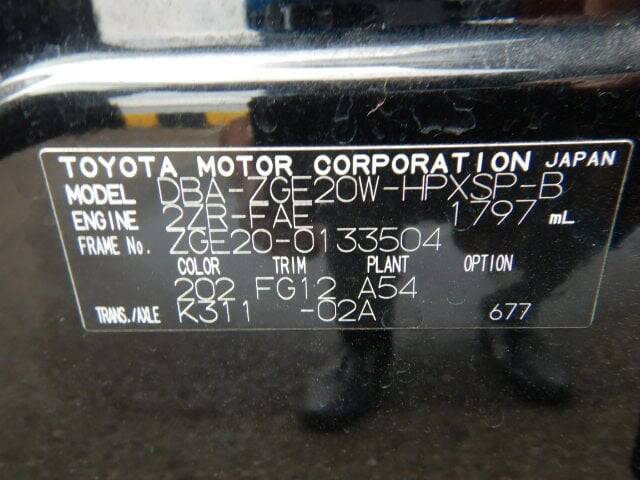 TOYOTA MOTOR CORPORATION JAPAN
MODEL DBA-ZGE20W-HPXSP-B
ENGINE 2ZR-FAE 1797 mL
FRAME No. ZGE20-0133504
COLOR TRIM PLANT OPTION
202 FG12 A54
TRANS./AXLE K311 -02A 677